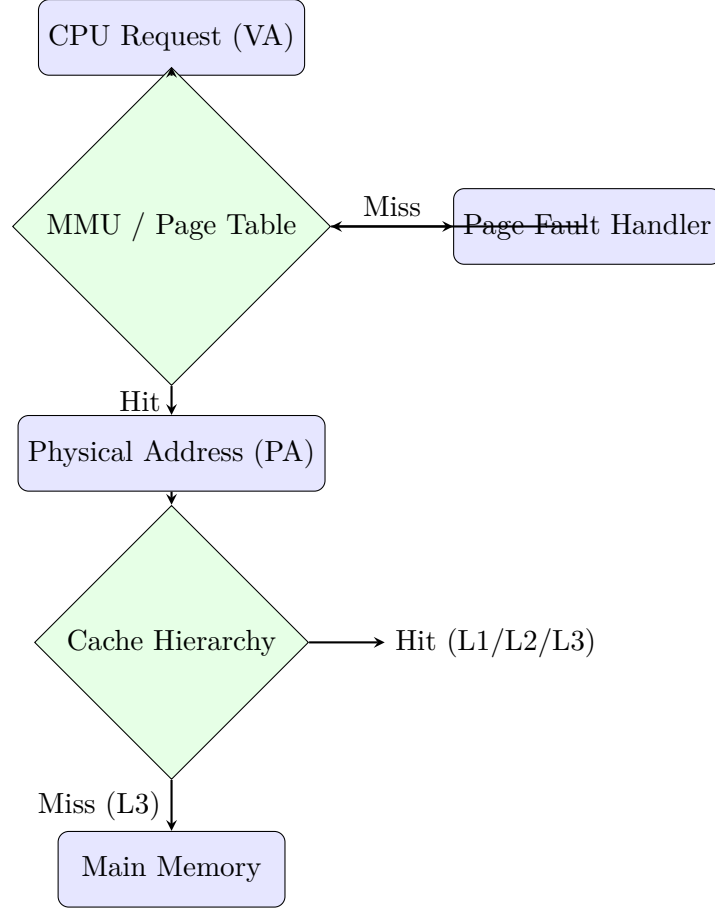 CPU Request (VA)
MMU / Page Table
Miss
Page Fault Handler
Hit
Physical Address (PA)
Cache Hierarchy
Hit (L1/L2/L3)
Miss (L3)
Main Memory